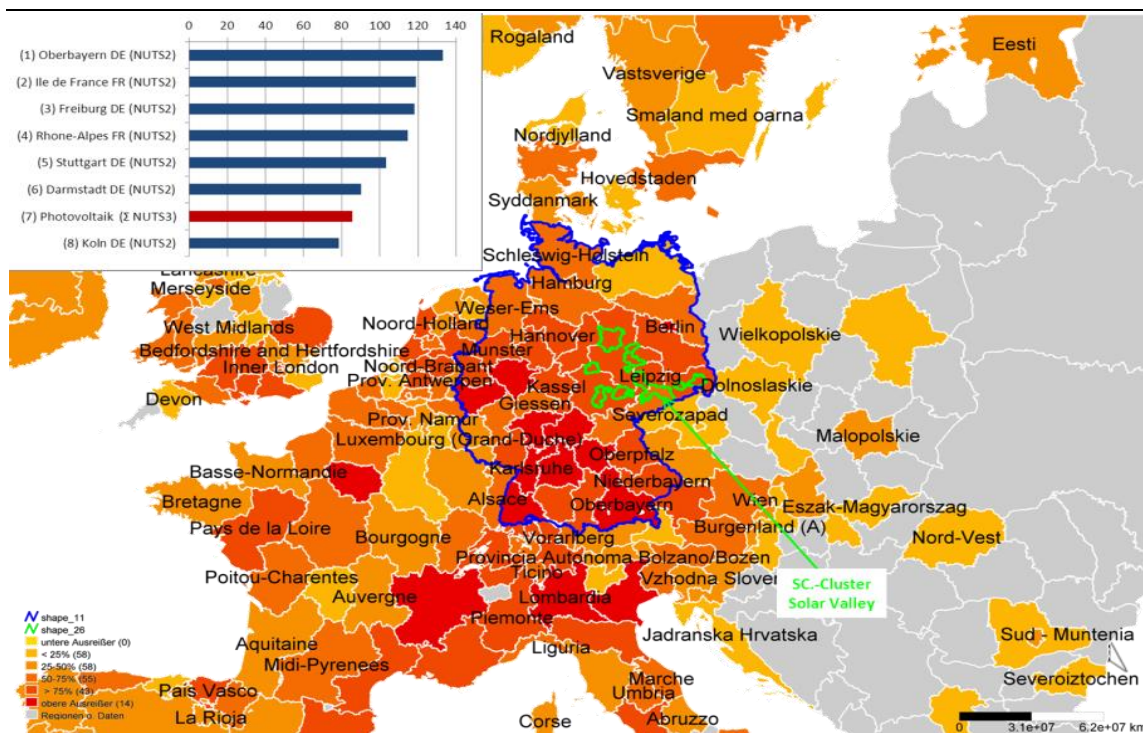 0 20 40 60 80 100 120 140
(1) Oberbayern DE (NUTS2)
(2) Ile de France FR (NUTS2)
(3) Freiburg DE (NUTS2)
(4) Rhone-Alpes FR (NUTS2)
(5) Stuttgart DE (NUTS2)
(6) Darmstadt DE (NUTS2)
(7) Photovoltaik (Σ NUTS3)
(8) Koln DE (NUTS2)
Rogaland
Eesti
Vastsverige
Smaland med oarna
Nordjylland
Hovedstaden
Syddanmark
Schleswig-Holstein
Lancashire
Hamburg
Merseyside
Weser-Ems
Noord-Holland
West Midlands
Hannover
Berlin
Wielkopolskie
Bedfordshire and Hertfordshire
Munster
Inner London
Noord-Brabant
Prov. Antwerpen
Kassel
Leipzig
Dolnoslaskie
Devon
Giessen
Prov. Namur
Severozapad
Luxembourg (Grand-Duche)
Malopolskie
Oberpfalz
Basse-Normandie
Karlsruhe
Niederbayern
Bretagne
Alsace
Oberbayern
Wien
Eszak-Magyarorszag
Pays de la Loire
Burgenland (A)
Bourgogne
Vorarlberg
Nord-Vest
Provincia Autonoma Bolzano/Bozen
Poitou-Charentes
Ticino
Vzhodna Sloven
SC.-Cluster
Solar Valley
Auvergne
Lombardia
Piemonte
Jadranska Hrvatska
Sud - Muntenia
Aquitaine
Liguria
Midi-Pyrenees
Severoiztochen
Pais Vasco
Marche
Umbria
La Rioja
Corse
Abruzzo
shape_11
shape_26
untere Ausreißer (0)
< 25% (58)
25-50% (58)
50-75% (55)
> 75% (43)
obere Ausreißer (14)
Regionen o. Daten
0 3.1e+07 6.2e+07 km